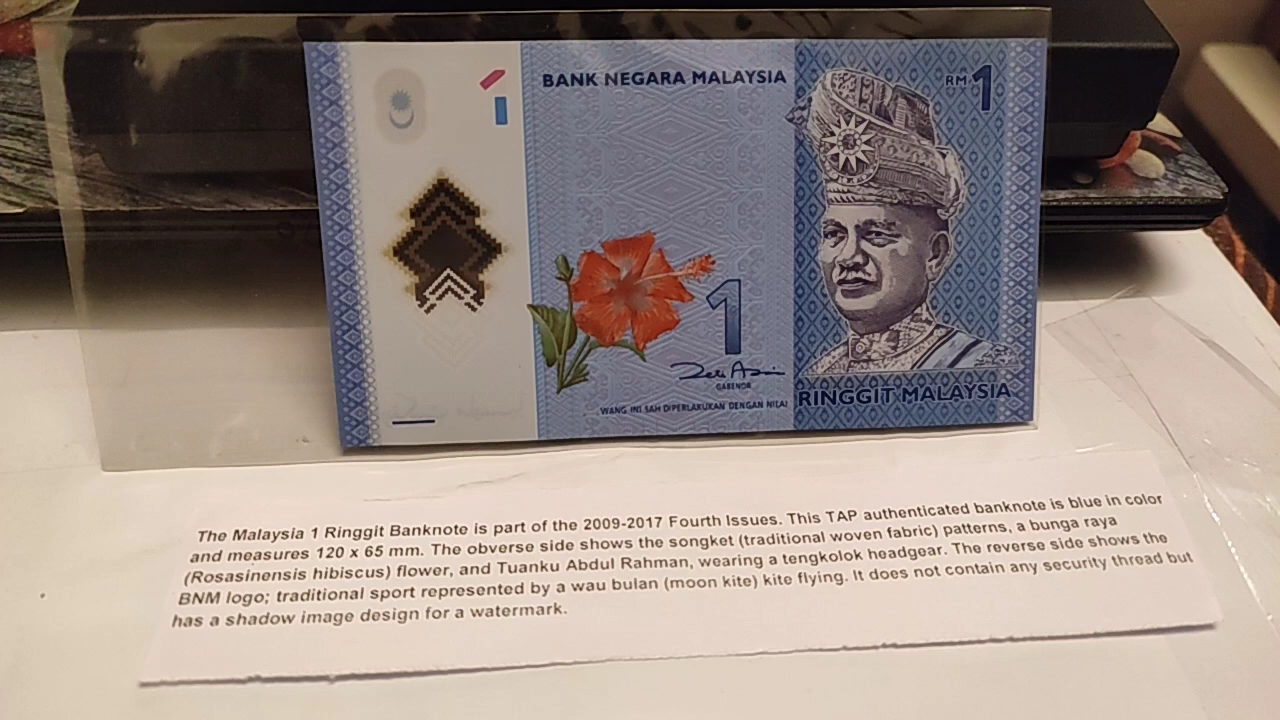 BANK NEGARA MALAYSIA
RM1
1
1
GABENOR
WANG INI SAH DIPERLAKUKAN DENGAN NILAI
RINGGIT MALAYSIA
The Malaysia 1 Ringgit Banknote is part of the 2009-2017 Fourth Issues. This TAP authenticated banknote is blue in color
and measures 120 x 65 mm. The obverse side shows the songket (traditional woven fabric) patterns, a bunga raya
(Rosasinensis hibiscus) flower, and Tuanku Abdul Rahman, wearing a tengkolok headgear. The reverse side shows the
BNM logo; traditional sport represented by a wau bulan (moon kite) kite flying. It does not contain any security thread but
has a shadow image design for a watermark.